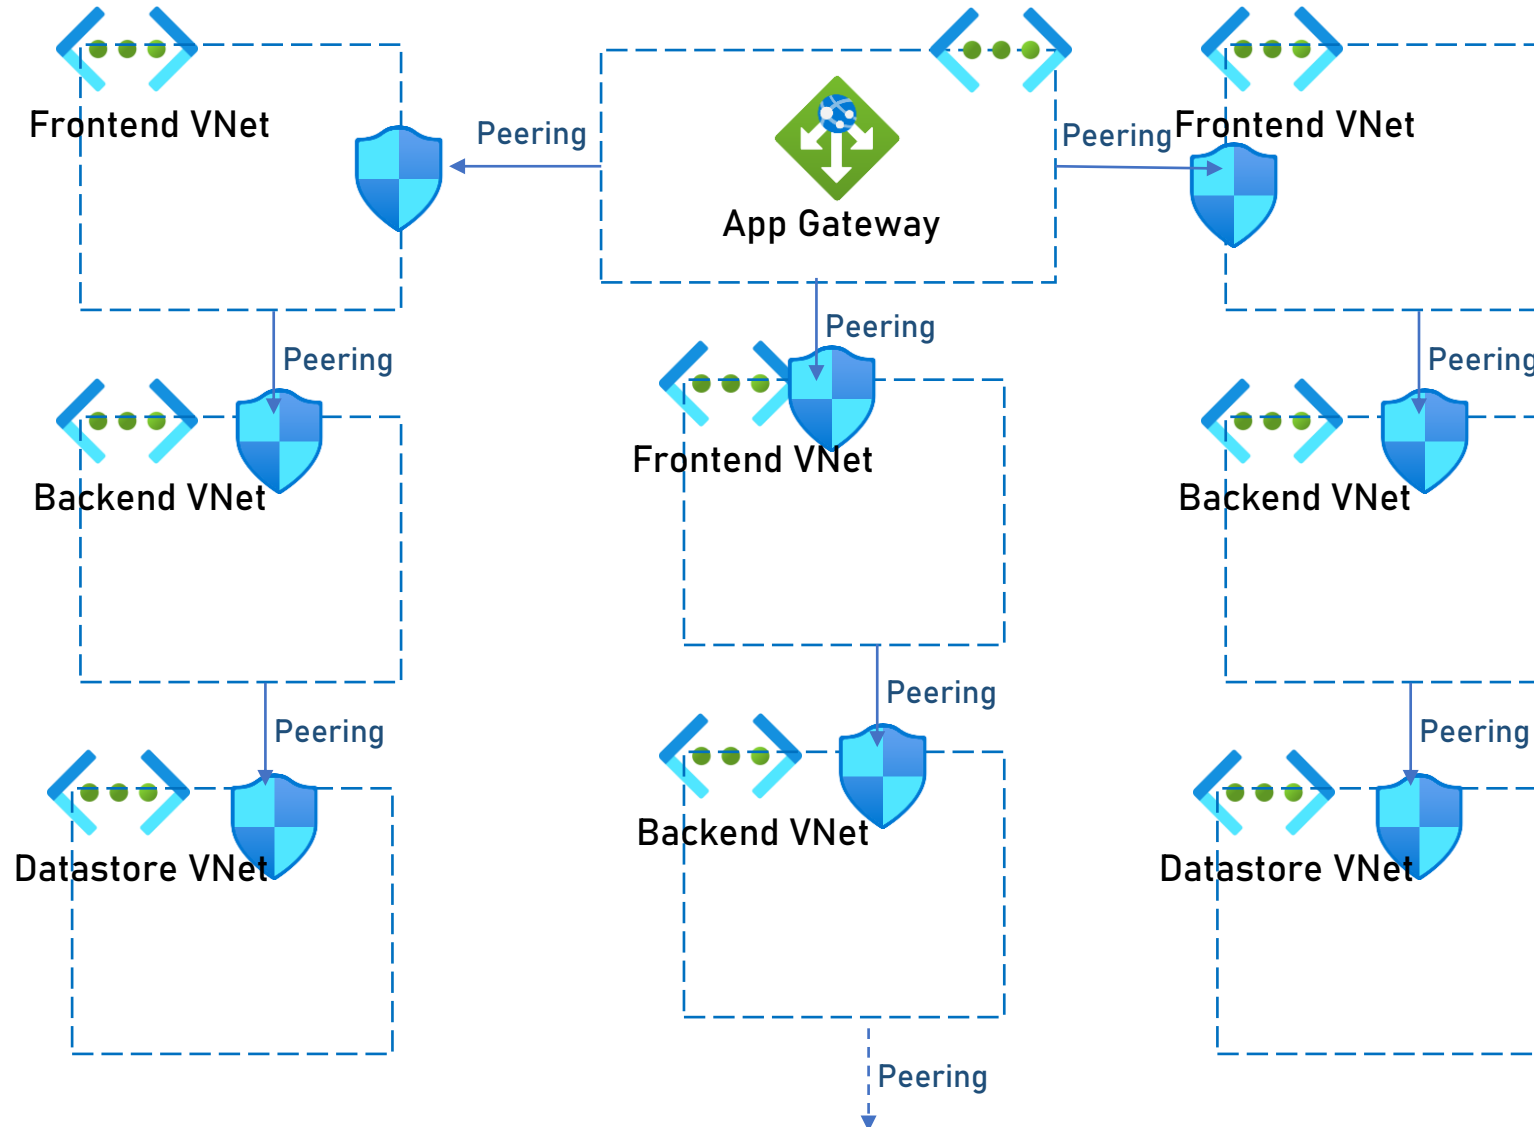 Frontend VNet
Peering
App Gateway
Peering
Frontend VNet
Peering
Peering
Peering
Backend VNet
Frontend VNet
Backend VNet
Peering
Peering
Peering
Datastore VNet
Backend VNet
Datastore VNet
Peering